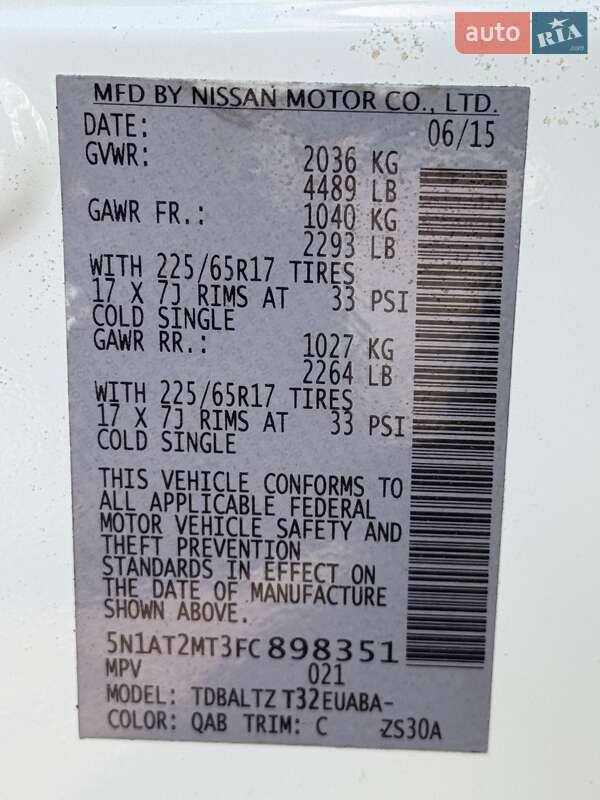 auto RIA .com
MFD BY NISSAN MOTOR CO., LTD.
DATE: 06/15
GVWR: 2036 KG
4489 LB
GAWR FR.: 1040 KG
2293 LB
WITH 225/65R17 TIRES
17 X 7J RIMS AT 33 PSI
COLD SINGLE
GAWR RR.: 1027 KG
2264 LB
WITH 225/65R17 TIRES
17 X 7J RIMS AT 33 PSI
COLD SINGLE
THIS VEHICLE CONFORMS TO
ALL APPLICABLE FEDERAL
MOTOR VEHICLE SAFETY AND
THEFT PREVENTION
STANDARDS IN EFFECT ON
THE DATE OF MANUFACTURE
SHOWN ABOVE.
5N1AT2MT3FC898351
MPV 021
MODEL: TDBALTZ T32EUABA-
COLOR: QAB TRIM: C ZS30A